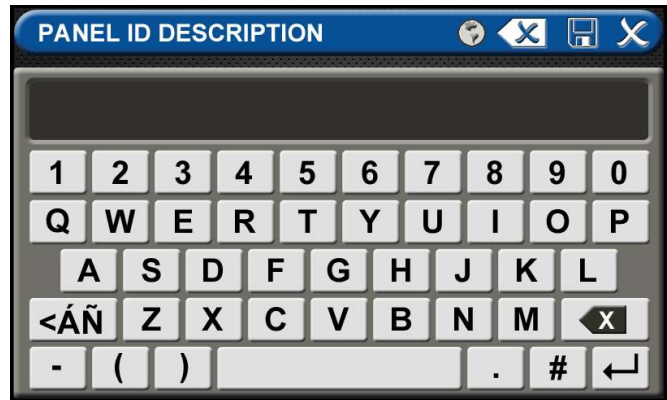 PANEL ID DESCRIPTION
1 2 3 4 5 6 7 8 9 0
Q W E R T Y U I O P
A S D F G H J K L
<ÁÑ Z X C V B N M X
- ( ) . #